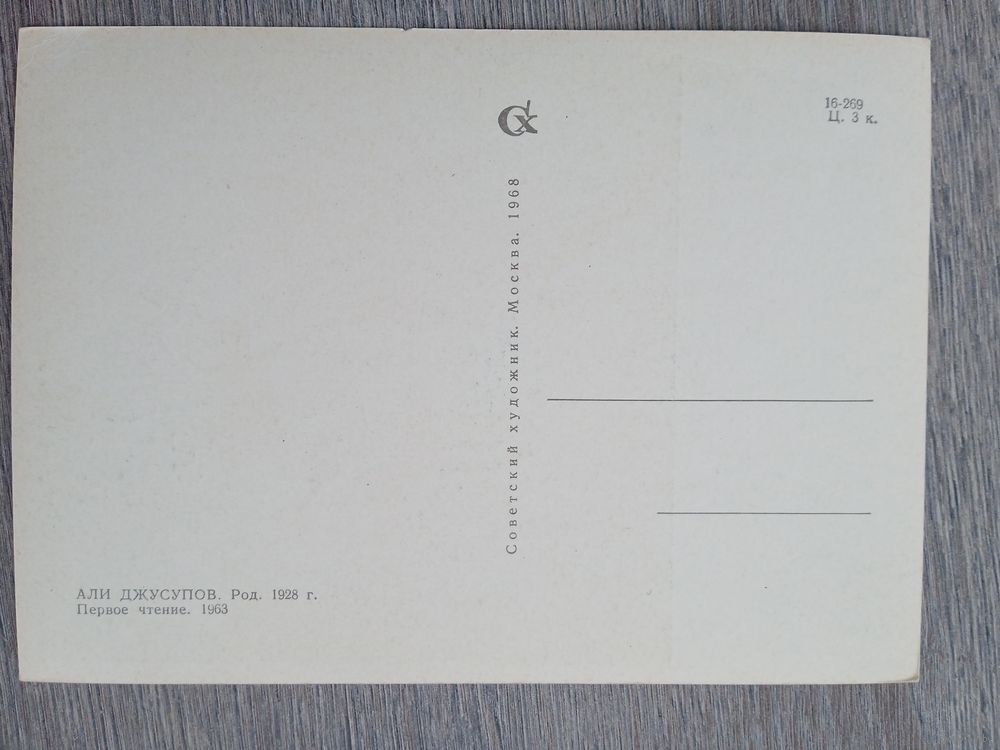 Сх
16-269
Ц. 3 к.
Советский художник. Москва. 1968
АЛИ ДЖУСУПОВ. Род. 1928 г.
Первое чтение. 1963